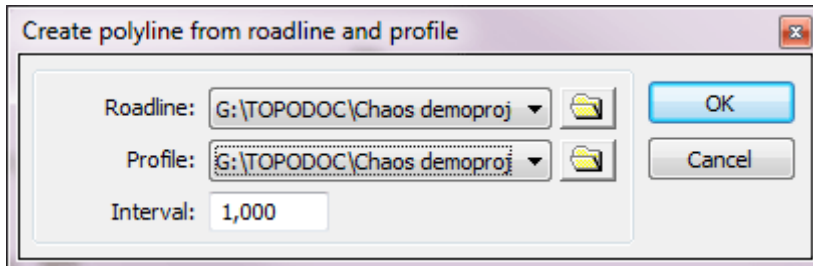 Create polyline from roadline and profile
Roadline: G:\TOPODOC\Chaos demoproj
OK
Profile: G:\TOPODOC\Chaos demoproj
Cancel
Interval: 1,000